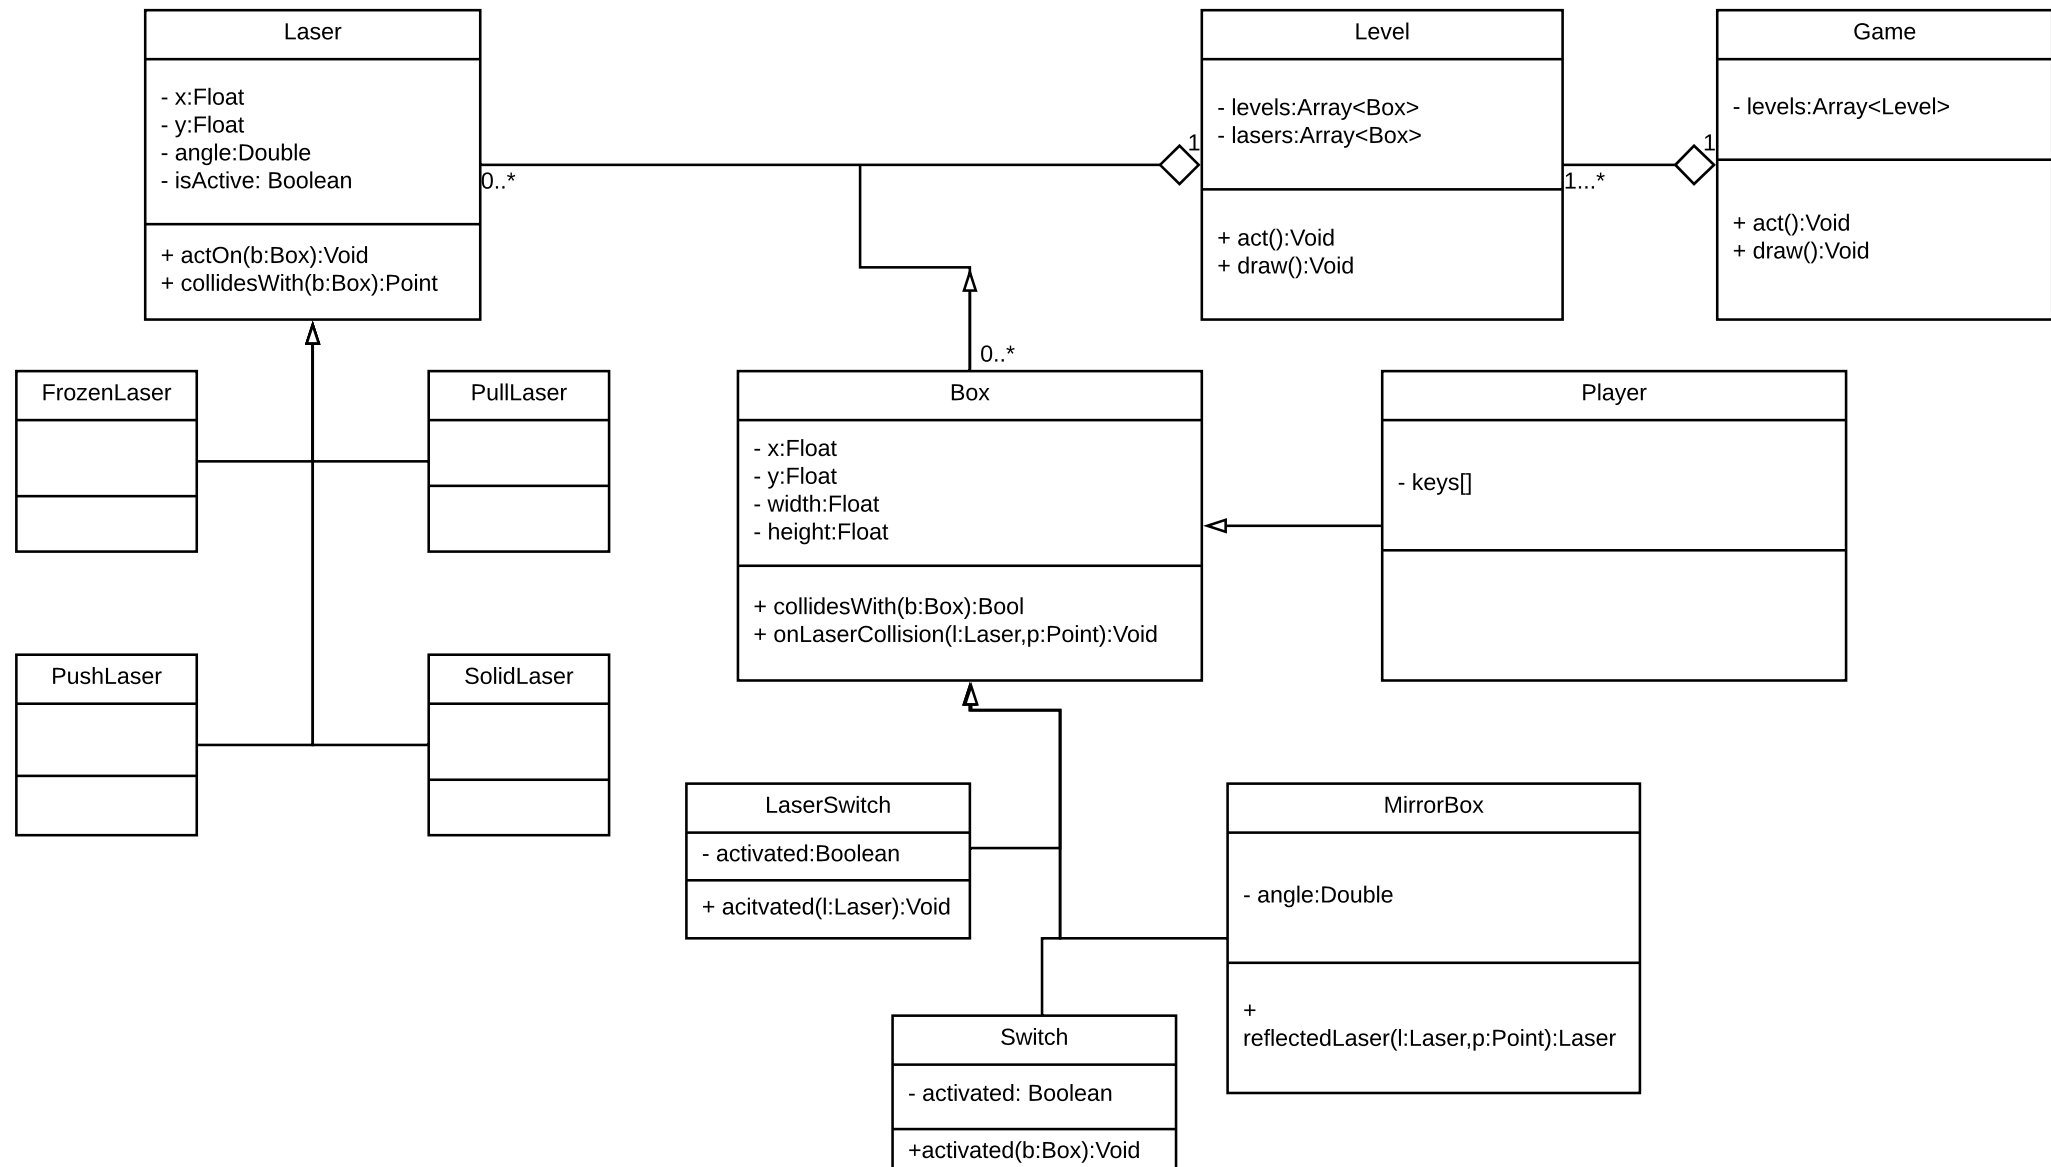 Laser
- x:Float
- y:Float
- angle:Double
- isActive: Boolean
+ actOn(b:Box):Void
+ collidesWith(b:Box):Point
0..*
1
Level
- levels:Array<Box>
- lasers:Array<Box>
+ act():Void
+ draw():Void
1...*
1
Game
- levels:Array<Level>
+ act():Void
+ draw():Void
FrozenLaser
PullLaser
PushLaser
SolidLaser
0..*
Box
- x:Float
- y:Float
- width:Float
- height:Float
+ collidesWith(b:Box):Bool
+ onLaserCollision(l:Laser,p:Point):Void
Player
- keys[]
LaserSwitch
- activated:Boolean
+ acitvated(l:Laser):Void
MirrorBox
- angle:Double
+
reflectedLaser(l:Laser,p:Point):Laser
Switch
- activated: Boolean
+activated(b:Box):Void